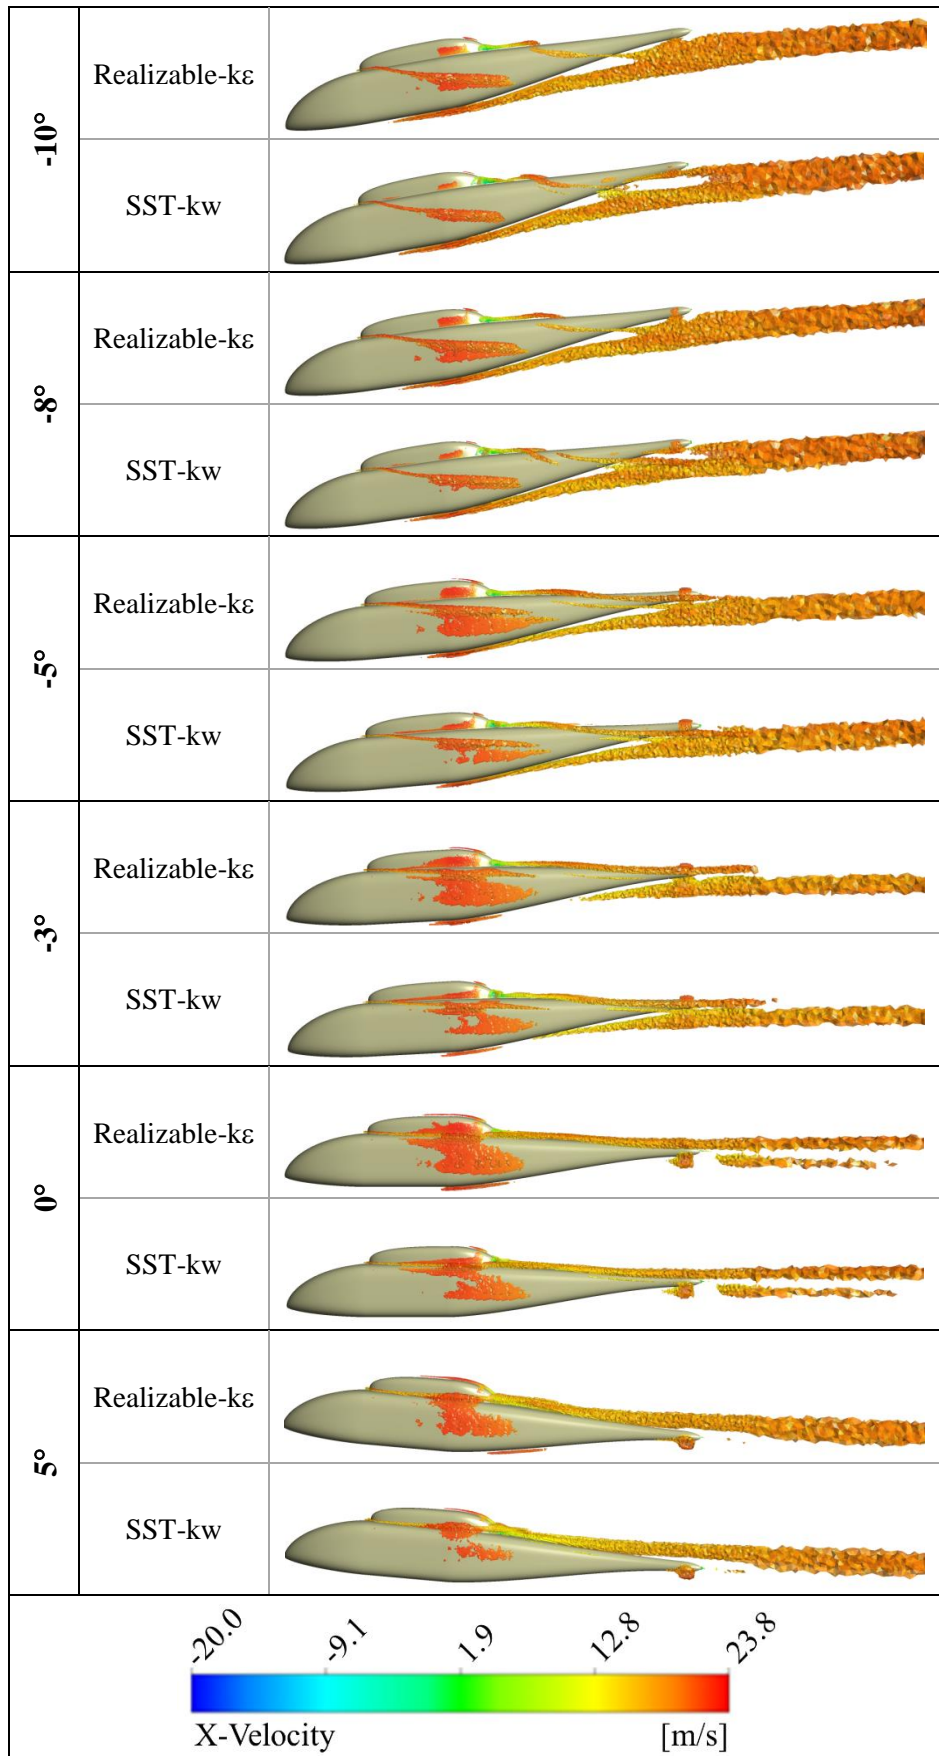 -10°
Realizable-kε
SST-kw
-8°
Realizable-kε
SST-kw
-5°
Realizable-kε
SST-kw
-3°
Realizable-kε
SST-kw
0°
Realizable-kε
SST-kw
5°
Realizable-kε
SST-kw
-20.0 -9.1 1.9 12.8 23.8
X-Velocity [m/s]